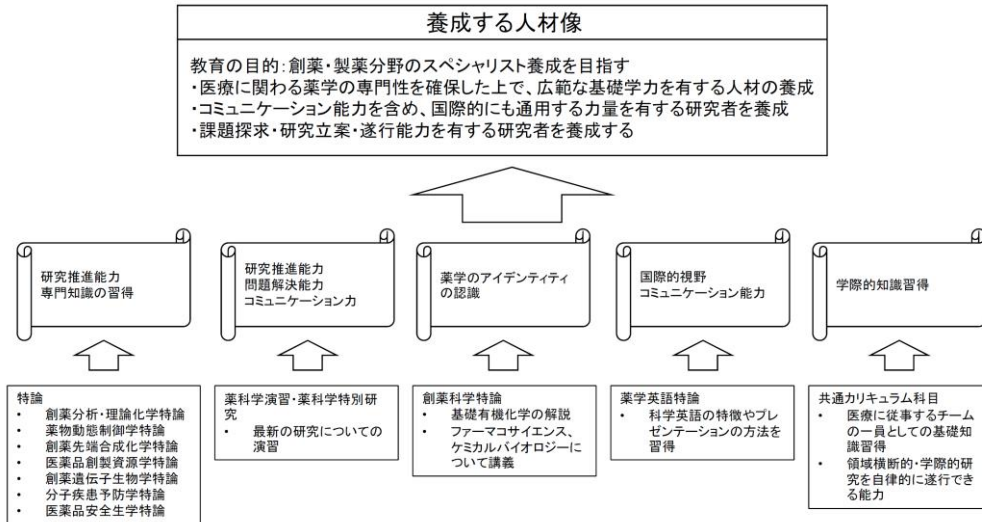 養成する人材像
教育の目的:創薬・製薬分野のスペシャリスト養成を目指す
・医療に関わる薬学の専門性を確保した上で、広範な基礎学力を有する人材の養成
・コミュニケーション能力を含め、国際的にも通用する力量を有する研究者を養成
・課題探求・研究立案・遂行能力を有する研究者を養成する
研究推進能力
専門知識の習得
研究推進能力
問題解決能力
コミュニケーション力
薬学のアイデンティティ
の認識
国際的視野
コミュニケーション能力
学際的知識習得
特論
• 創薬分析・理論化学特論
• 薬物動態制御学特論
• 創薬先端合成化学特論
• 医薬品創製資源学特論
• 創薬遺伝子生物学特論
• 分子疾患予防学特論
• 医薬品安全生学特論
薬科学演習・薬科学特別研
究
• 最新の研究についての
演習
創薬科学特論
• 基礎有機化学の解説
• ファーマコサイエンス、
ケミカルバイオロジーに
ついて講義
薬学英語特論
• 科学英語の特徴やプレ
ゼンテーションの方法を
習得
共通カリキュラム科目
• 医療に従事するチーム
の一員としての基礎知
識習得
• 領域横断的・学際的研究
を自律的に遂行でき
る能力